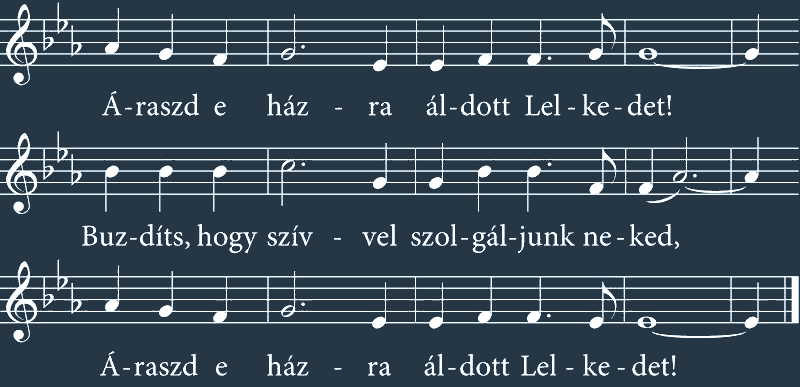 Á-raszd e ház - ra ál-dott Lel - ke - det!
Buz-díts, hogy szív - vel szol-gál-junk ne - ked,
Á-raszd e ház - ra ál-dott Lel - ke - det!